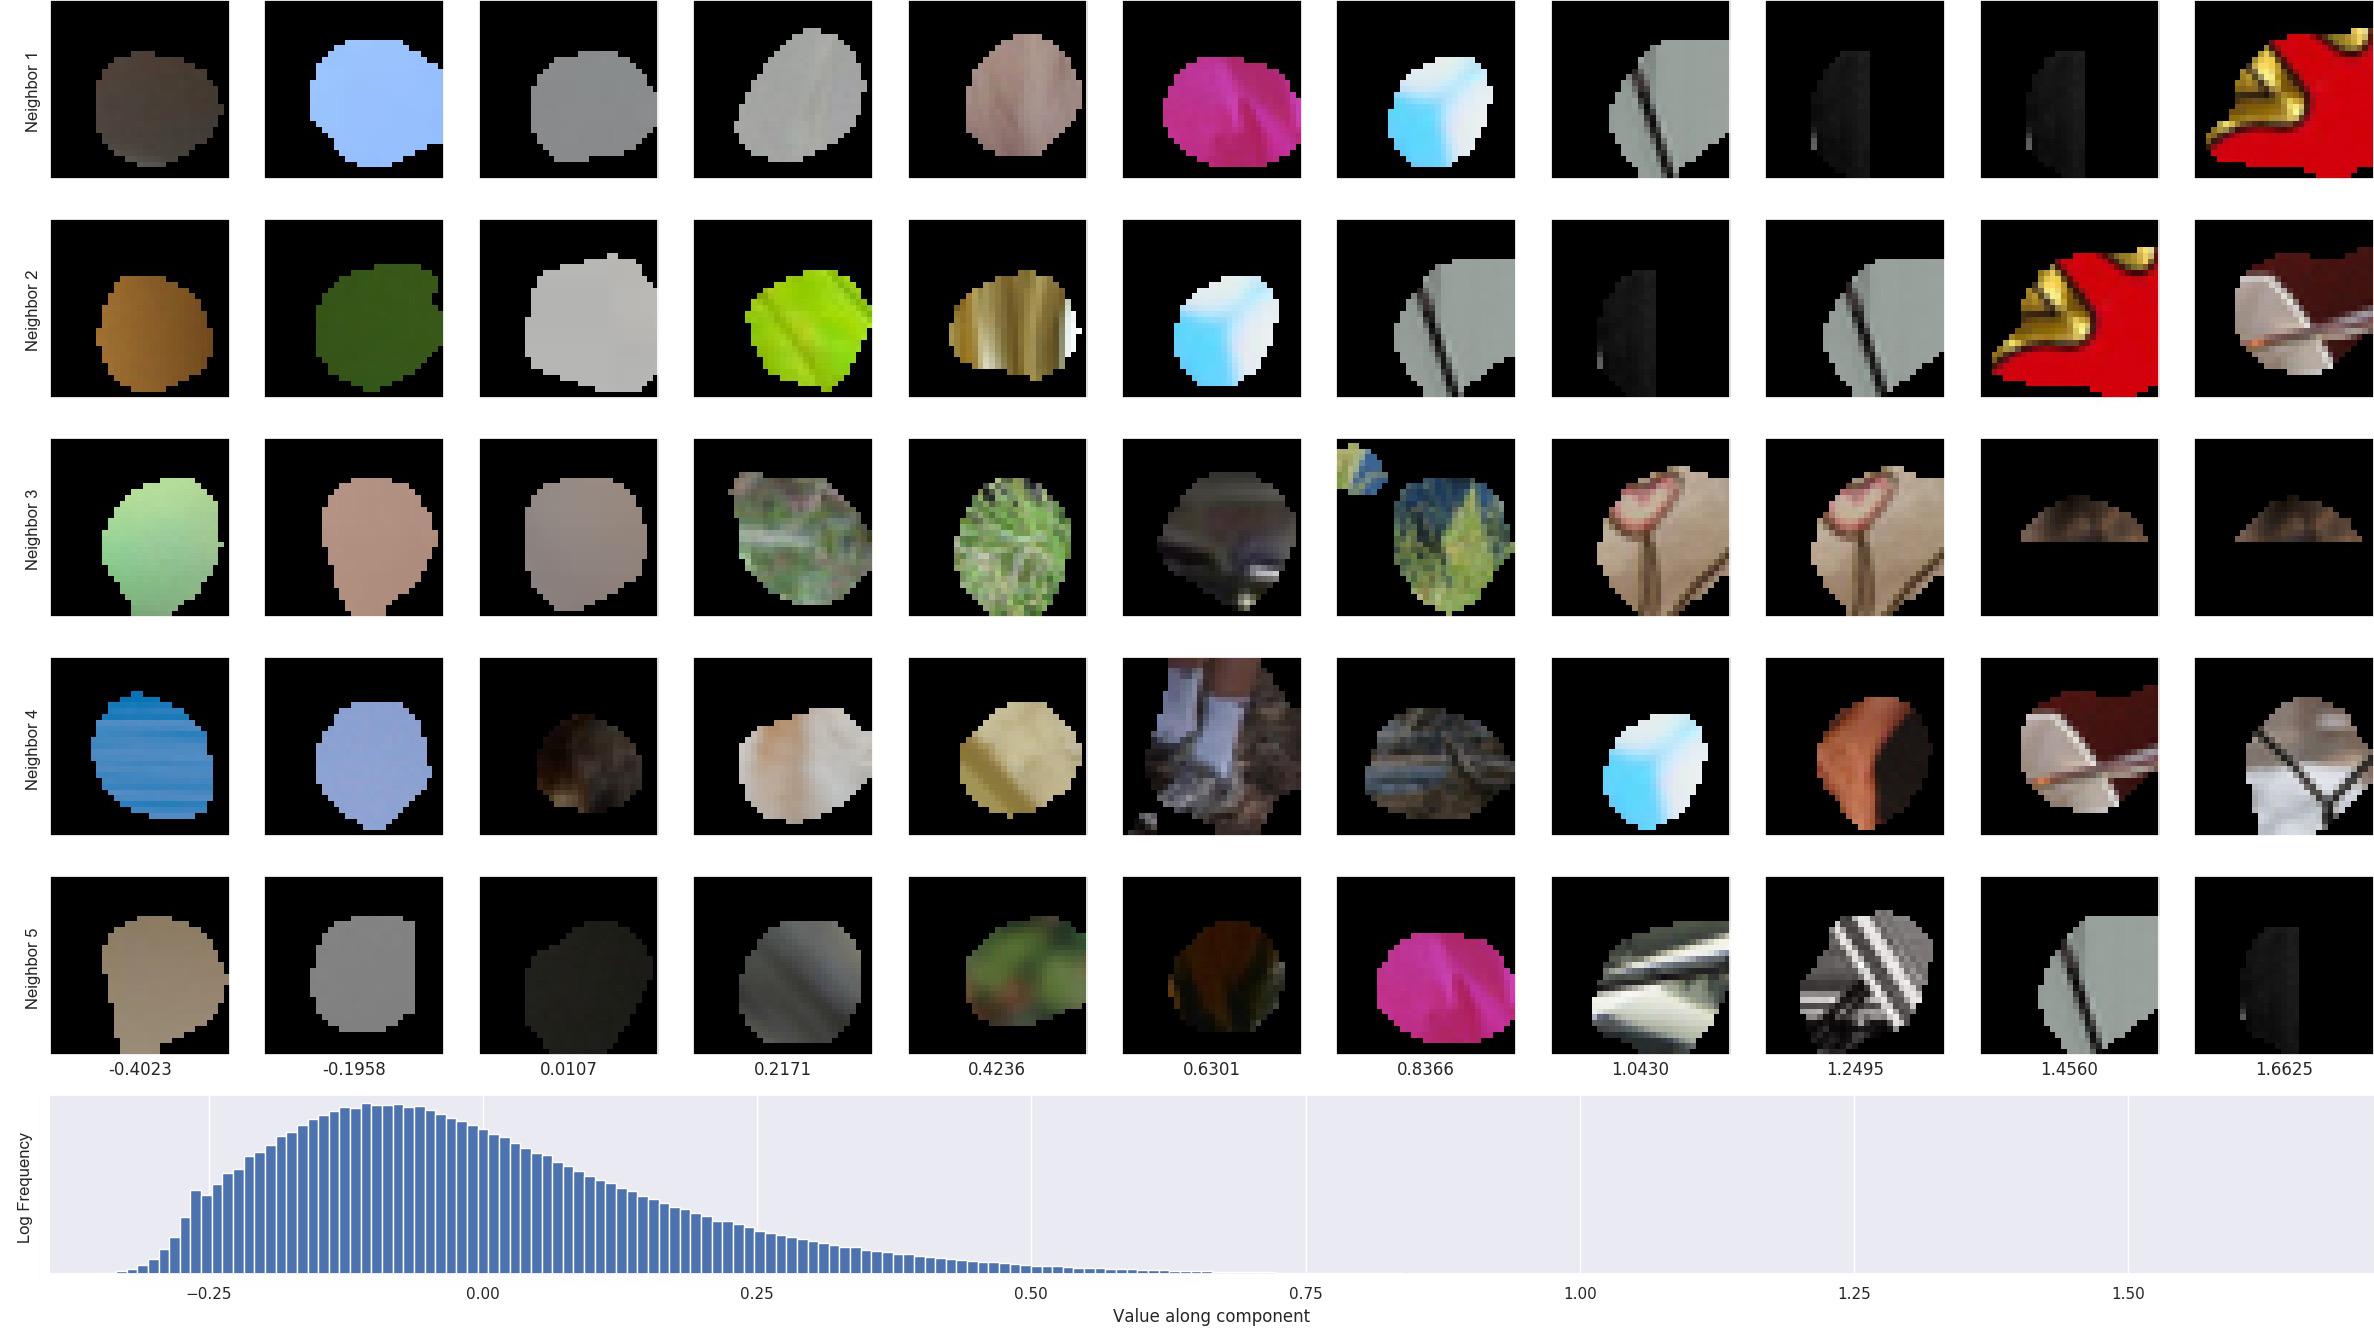 Neighbor 1
Neighbor 2
Neighbor 3
Neighbor 4
Neighbor 5
-0.4023 -0.1958 0.0107 0.2171 0.4236 0.6301 0.8366 1.0430 1.2495 1.4560 1.6625
Log Frequency
−0.25 0.00 0.25 0.50 0.75 1.00 1.25 1.50
Value along component